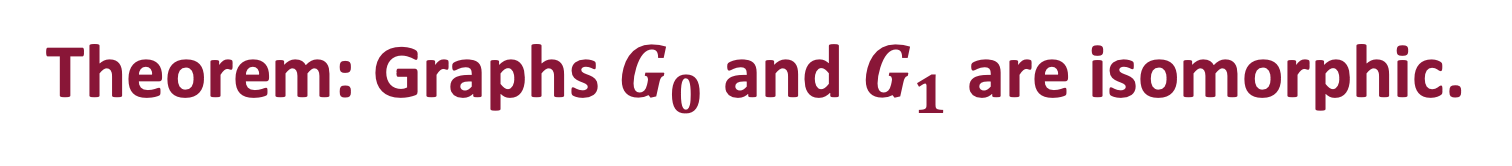 Theorem: Graphs G₀ and G₁ are isomorphic.